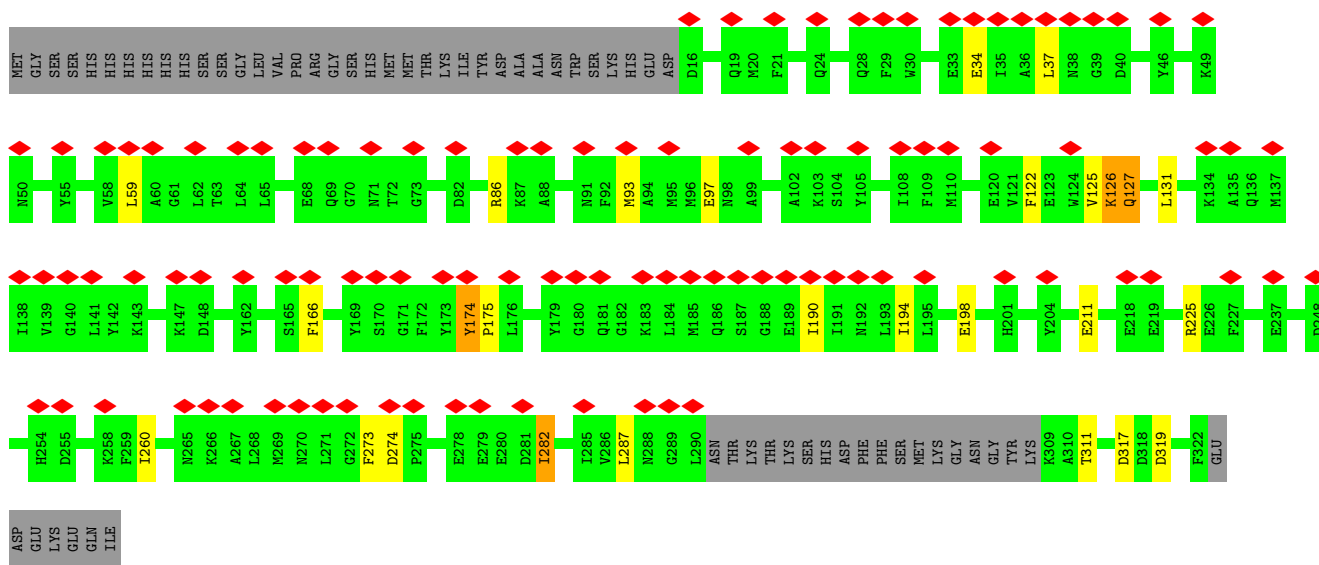 MET GLY SER SER HIS HIS HIS HIS HIS HIS SER SER GLY LEU VAL PRO ARG GLY SER HIS MET MET THR LYS ILE TYR ASP ALA ALA ASN TRP SER LYS HIS GLU ASP D16 Q19 M20 F21 Q24 Q28 F29 W30 E33 E34 I35 A36 L37 N38 G39 D40 Y46 K49
N50 Y55 V58 L59 A60 G61 L62 T63 L64 L65 E68 Q69 G70 N71 T72 G73 D82 R86 K87 A88 N91 F92 M93 A94 M95 M96 E97 N98 A99 A102 K103 S104 Y105 I108 F109 M110 E120 V121 F122 E123 W124 V125 K126 Q127 L131 K134 A135 Q136 M137
I138 V139 G140 L141 Y142 K143 K147 D148 Y162 S165 F166 Y169 S170 G171 F172 Y173 Y174 P175 L176 Y179 G180 Q181 G182 K183 L184 M185 Q186 S187 G188 E189 I190 I191 N192 L193 I194 L195 E198 H201 Y204 E211 E218 E219 R225 E226 F227 E237
H254 D255 K258 F259 I260 N265 K266 A267 L268 M269 N270 L271 G272 F273 D274 P275 E278 E279 E280 D281 I282 I285 V286 L287 N288 G289 L290 ASN THR LYS THR LYS SER HIS ASP ASP PHE PHE SER MET LYS GLY ASN GLY TYR LYS K309 A310 T311 D317 D318 D319 F322 GLU
ASP GLU LYS GLU GLN ILE